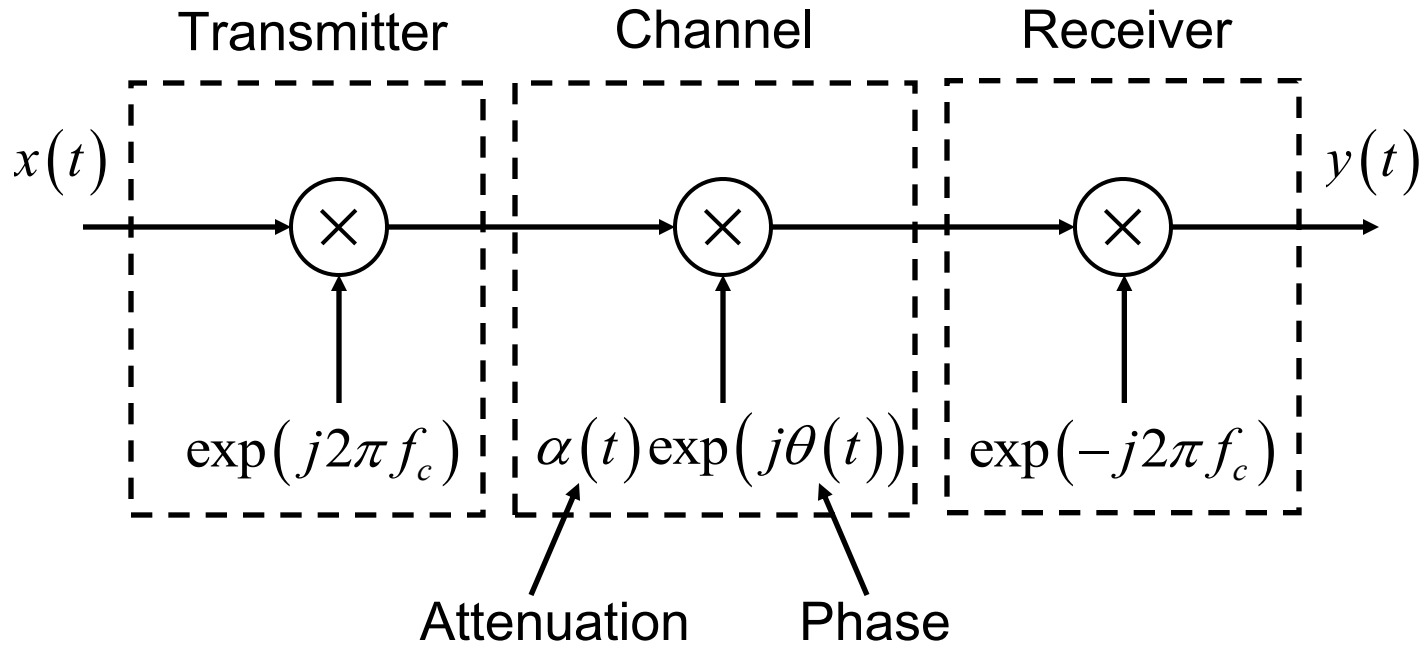 Transmitter Channel Receiver
x(t) y(t)
exp(j2πf_c) α(t)exp(jθ(t)) exp(−j2πf_c)
Attenuation Phase